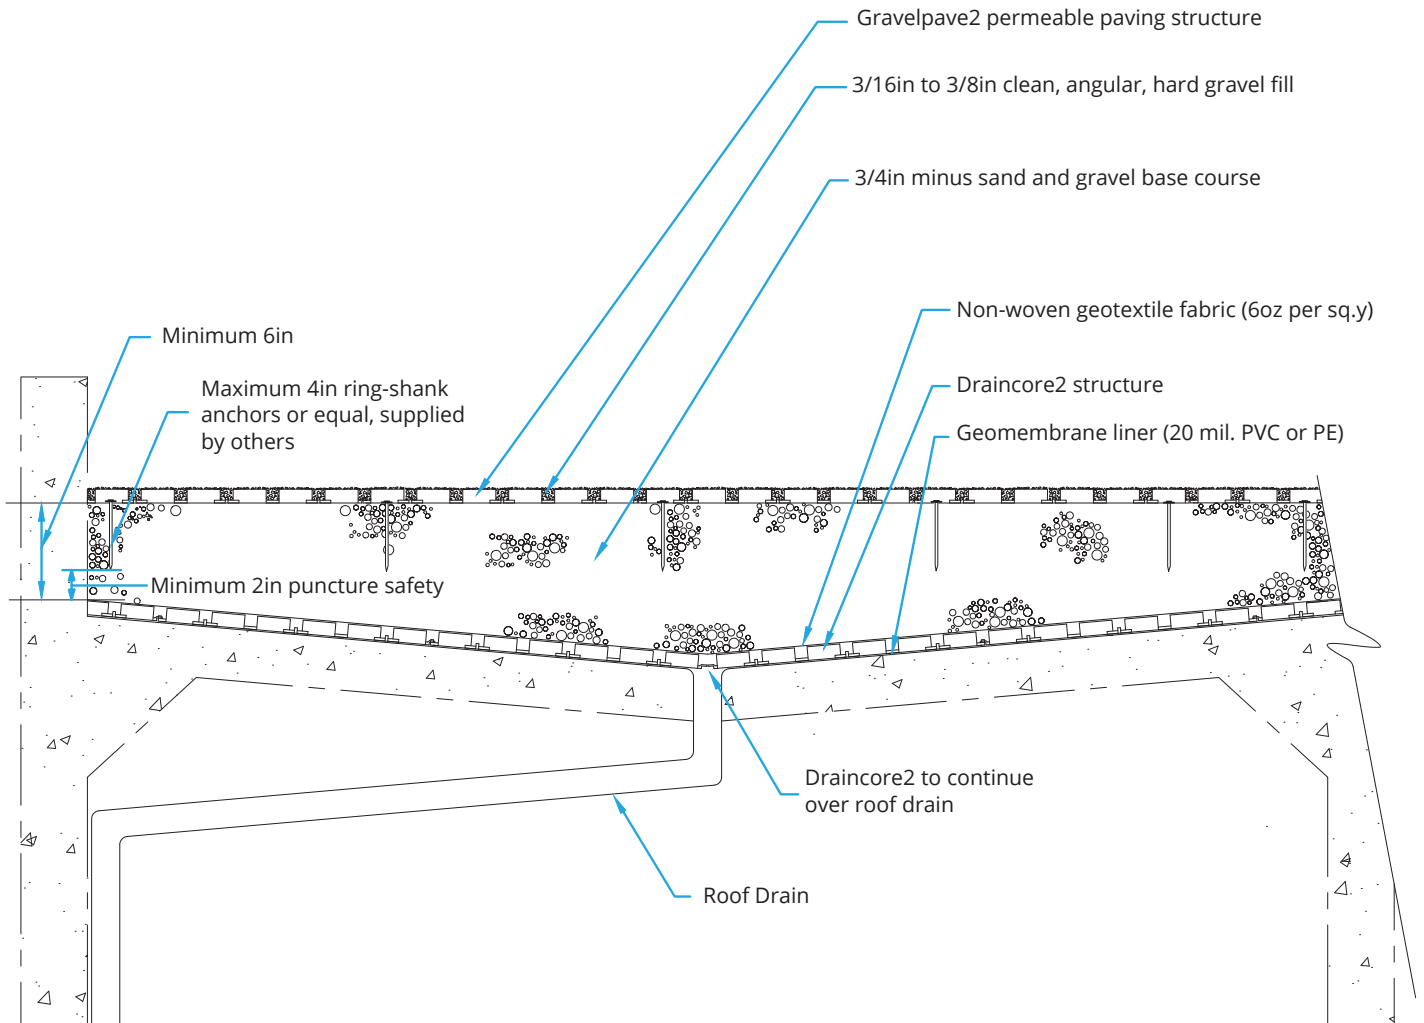 Gravelpave2 permeable paving structure
3/16in to 3/8in clean, angular, hard gravel fill
3/4in minus sand and gravel base course
Non-woven geotextile fabric (6oz per sq.y)
Minimum 6in
Maximum 4in ring-shank
anchors or equal, supplied
by others
Draincore2 structure
Geomembrane liner (20 mil. PVC or PE)
Minimum 2in puncture safety
Draincore2 to continue
over roof drain
Roof Drain